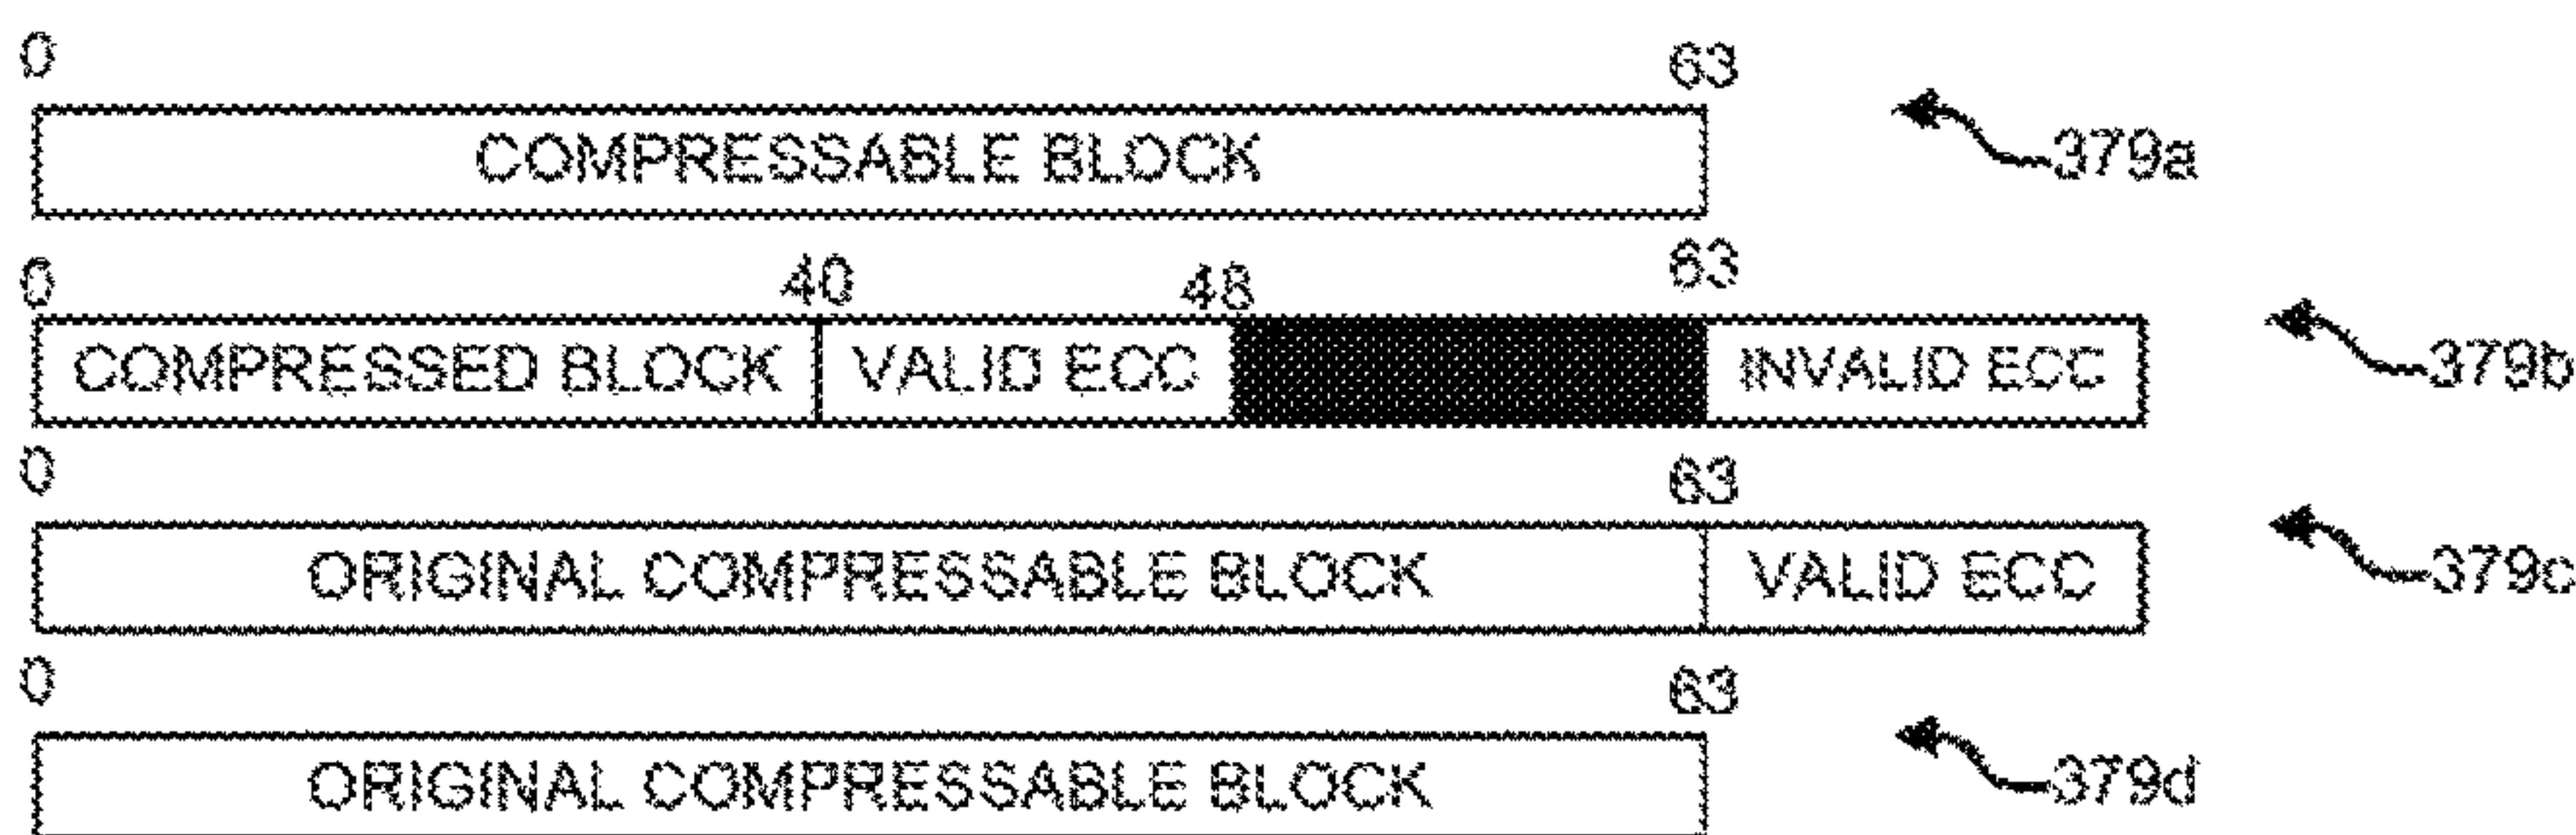 0 63
COMPRESSABLE BLOCK 379a
0 40 48 63
COMPRESSED BLOCK VALID ECC INVALID ECC 379b
0 63
ORIGINAL COMPRESSABLE BLOCK VALID ECC 379c
0 63
ORIGINAL COMPRESSABLE BLOCK 379d